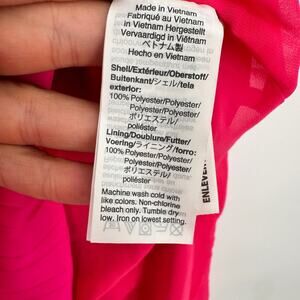 Made in Vietnam
Fabriqué au Vietnam
In Vietnam Hergestellt
Vervaardigd in Viëtnam
ベトナム製
Hecho en Vietnam
Shell/Extérieur/Oberstoff/
Buitenkant/シェル/tela
exterior:
100% Polyester/Polyester/
Polyester/Polyester/
ポリエステル/
poliéster
Lining/Doublure/Futter/
Voering/ライニング/forro:
100% Polyester/Polyester/
Polyester/Polyester/
ポリエステル/
poliéster
Machine wash cold with
like colors. Non-chlorine
bleach only. Tumble dry
low. Iron on lowest setting.
ENLEVER